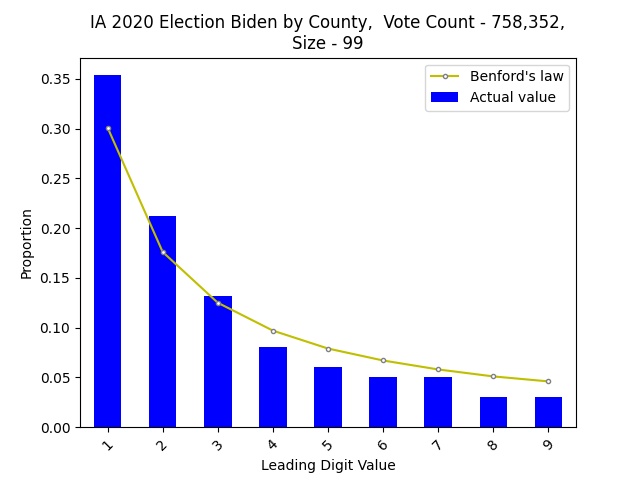 IA 2020 Election Biden by County,  Vote Count - 758,352,
Size - 99
Benford's law
Actual value
Proportion
0.35
0.30
0.25
0.20
0.15
0.10
0.05
0.00
1 2 3 4 5 6 7 8 9
Leading Digit Value